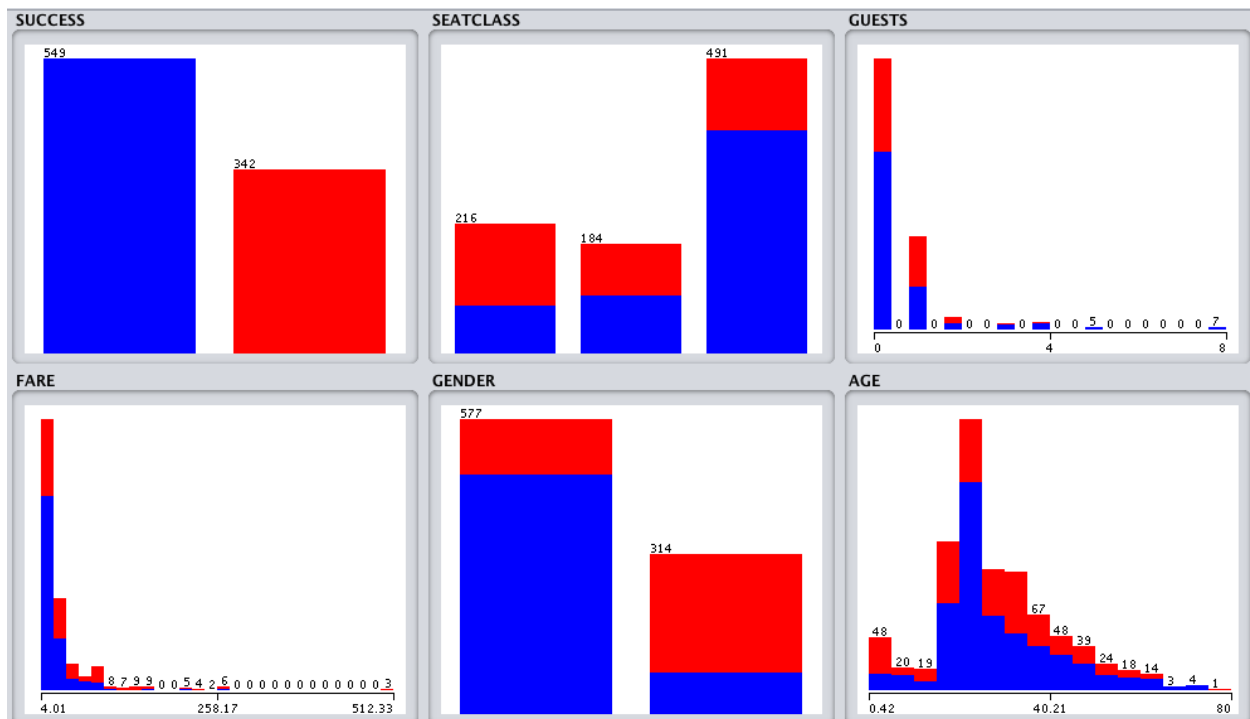 SUCCESS
549
342
SEATCLASS
216
184
491
GUESTS
0 0 0 0 0 0 0 5 0 0 0 0 0 0 7
0 4 8
FARE
8 7 9 9 0 0 5 4 2 6 0 0 0 0 0 0 0 0 0 0 0 0 3
4.01 258.17 512.33
GENDER
577
314
AGE
48 20 19 67 48 39 24 18 14 3 4 1
0.42 40.21 80